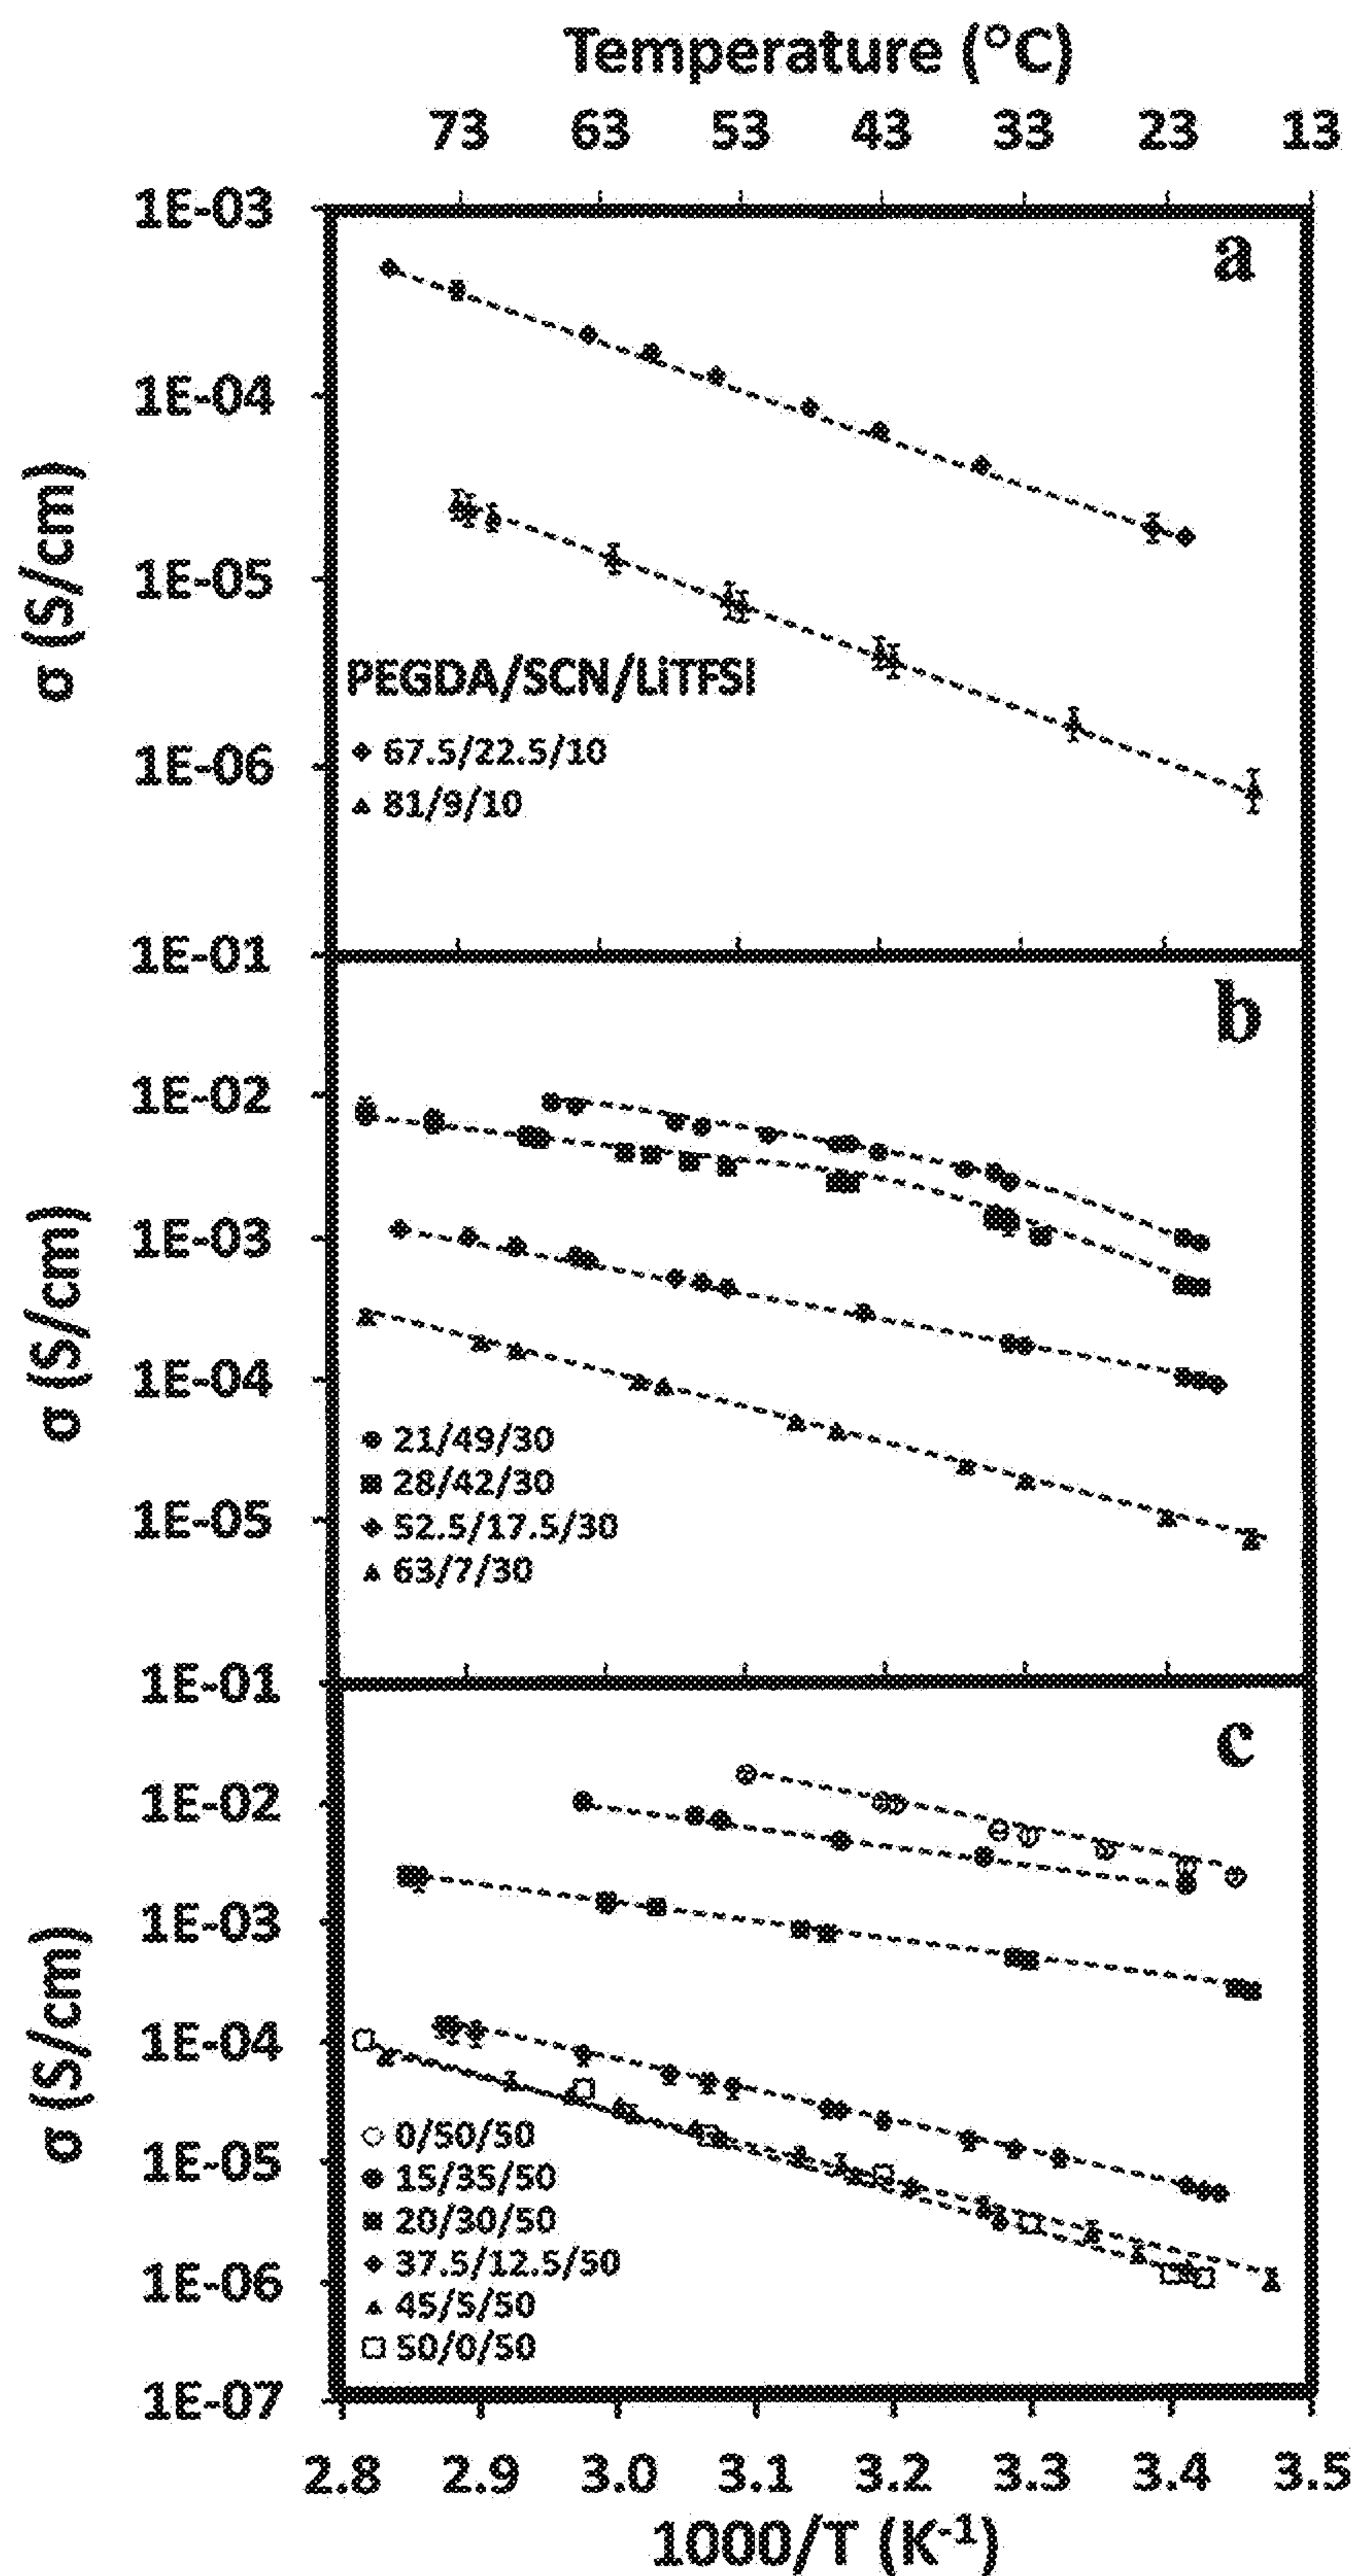 Temperature (°C)
73 63 53 43 33 23 13
1E-03
a
1E-04
σ (S/cm)
1E-05
PEGDA/SCN/LiTFSI
67.5/22.5/10
1E-06
81/9/10
1E-01
b
1E-02
1E-03
σ (S/cm)
1E-04
21/49/30
28/42/30
1E-05
52.5/17.5/30
63/7/30
1E-01
c
1E-02
1E-03
σ (S/cm)
1E-04
0/50/50
1E-05
15/35/50
20/30/50
37.5/12.5/50
1E-06
45/5/50
50/0/50
1E-07
2.8 2.9 3.0 3.1 3.2 3.3 3.4 3.5
1000/T (K⁻¹)